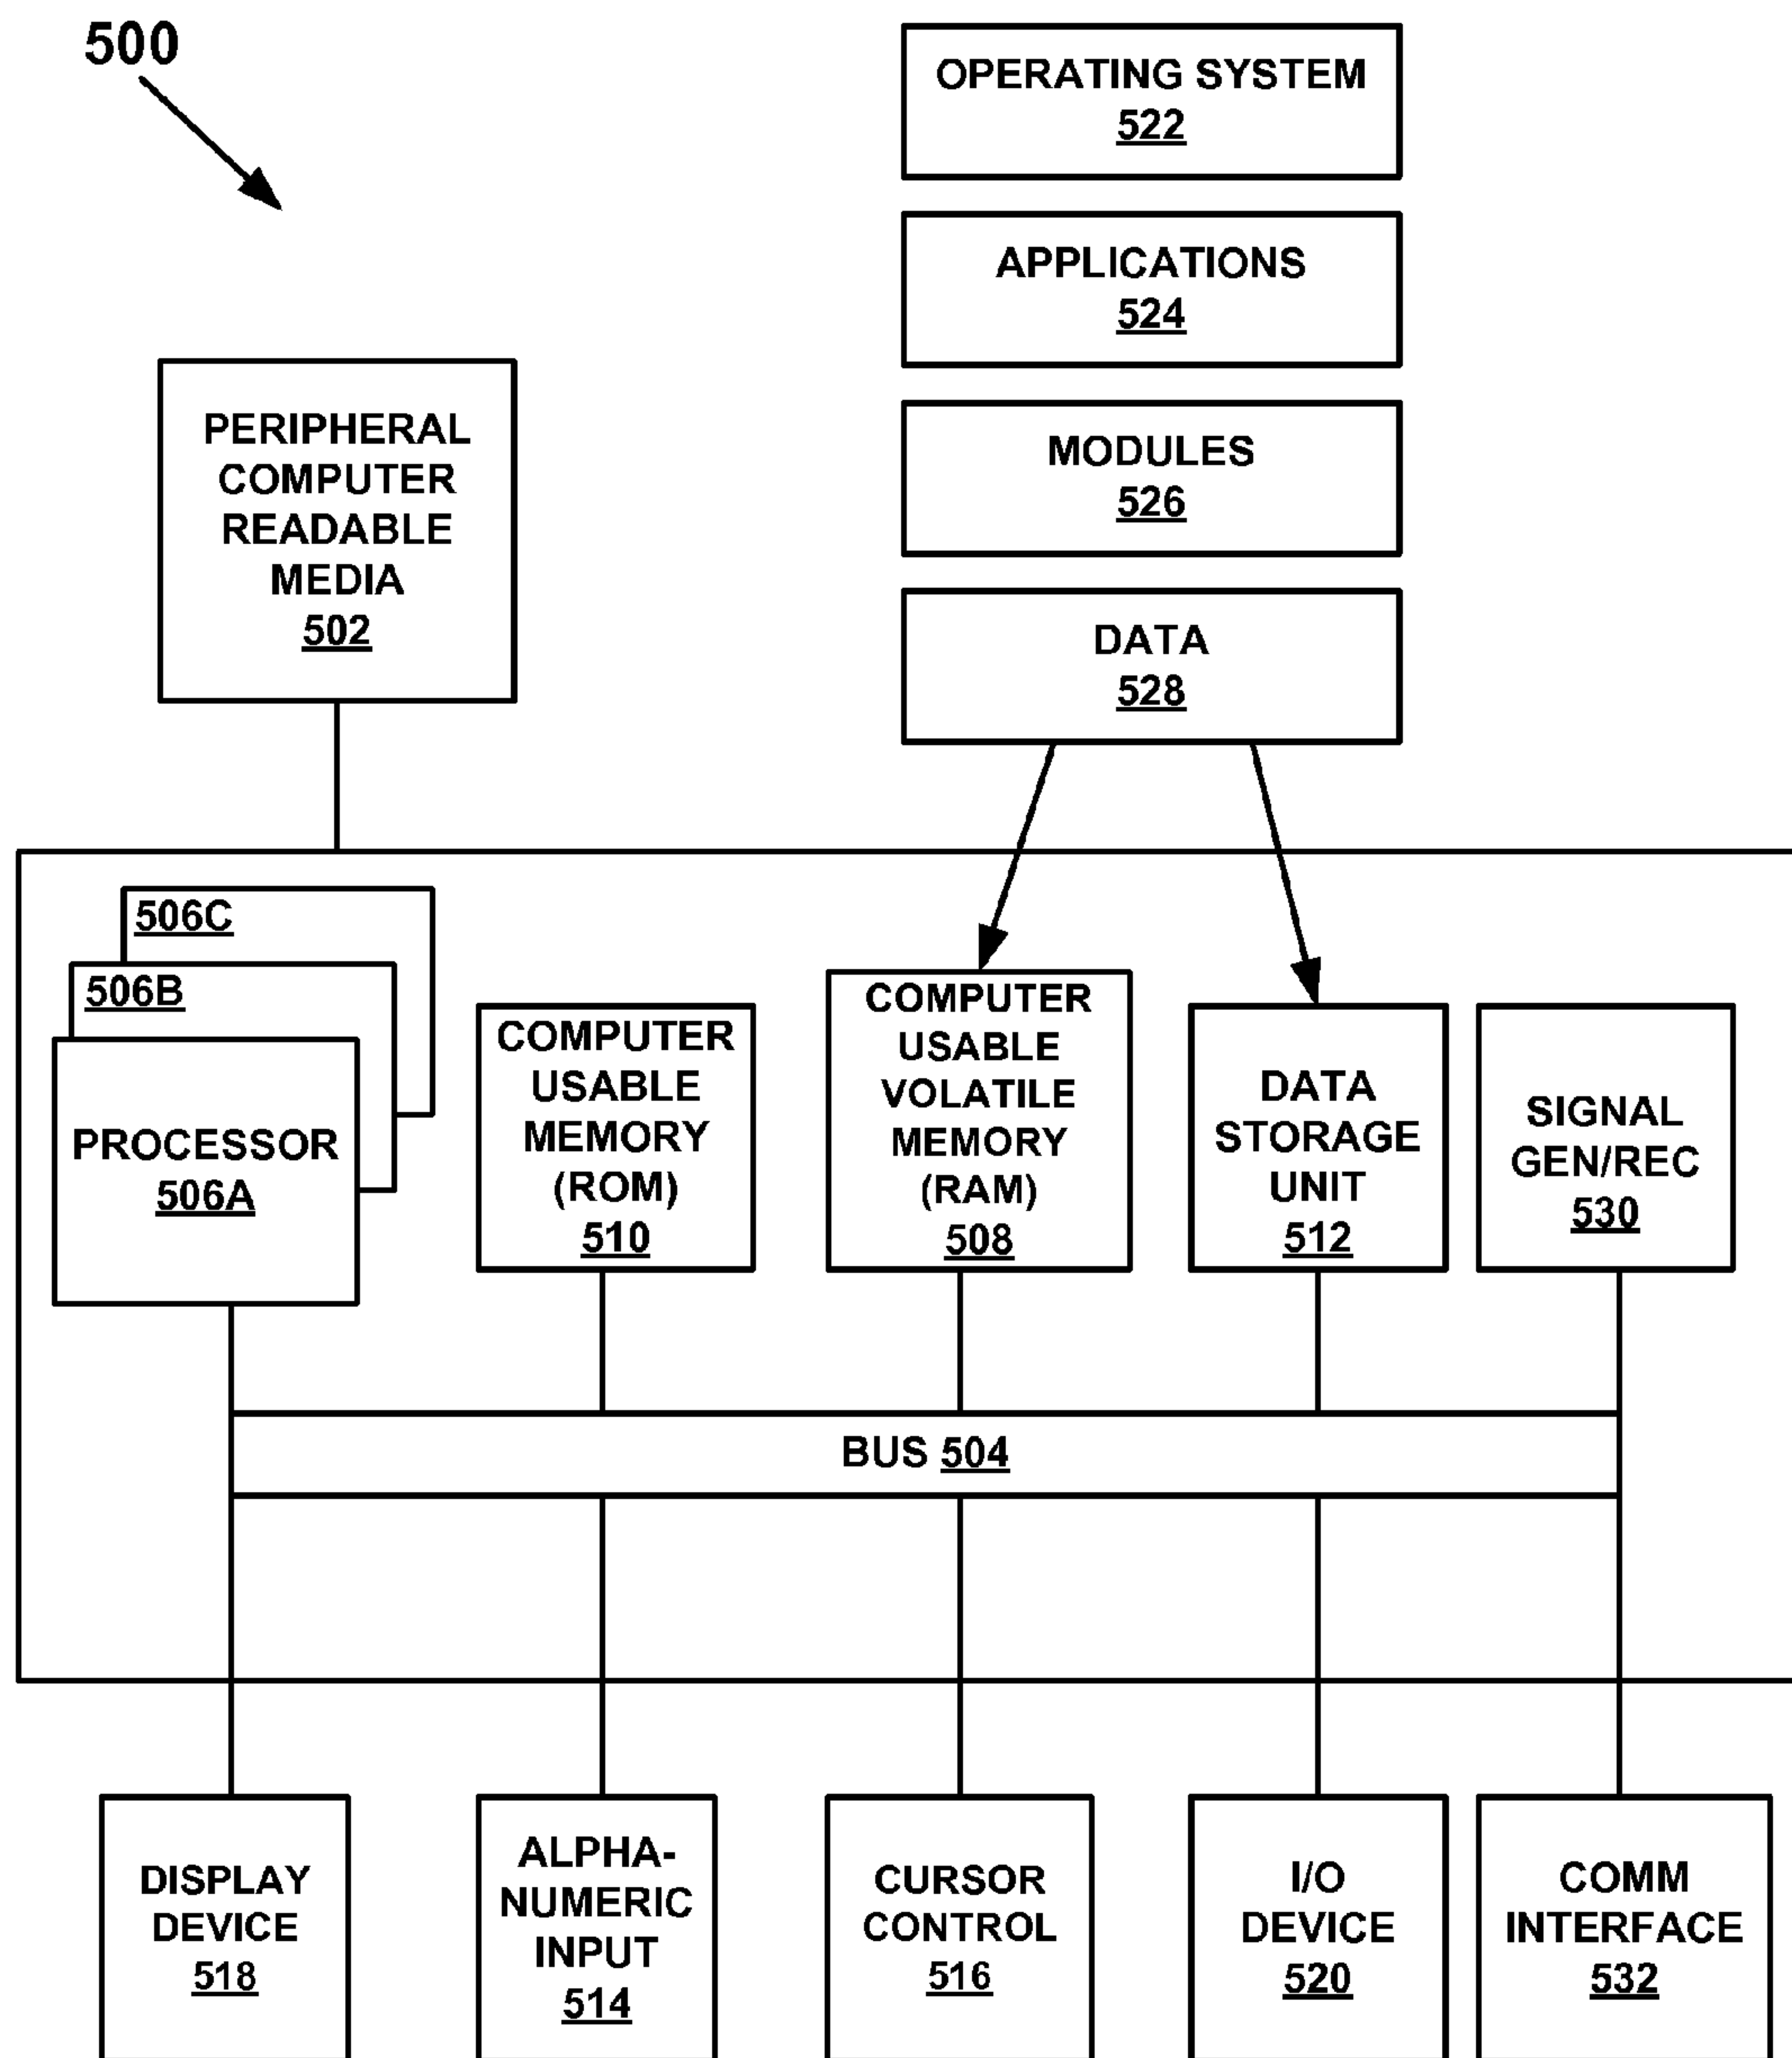 500
OPERATING SYSTEM
522
APPLICATIONS
524
PERIPHERAL
COMPUTER
READABLE
MEDIA
502
MODULES
526
DATA
528
506C
506B
PROCESSOR
506A
COMPUTER
USABLE
MEMORY
(ROM)
510
COMPUTER
USABLE
VOLATILE
MEMORY
(RAM)
508
DATA
STORAGE
UNIT
512
SIGNAL
GEN/REC
530
BUS 504
DISPLAY
DEVICE
518
ALPHA-
NUMERIC
INPUT
514
CURSOR
CONTROL
516
I/O
DEVICE
520
COMM
INTERFACE
532